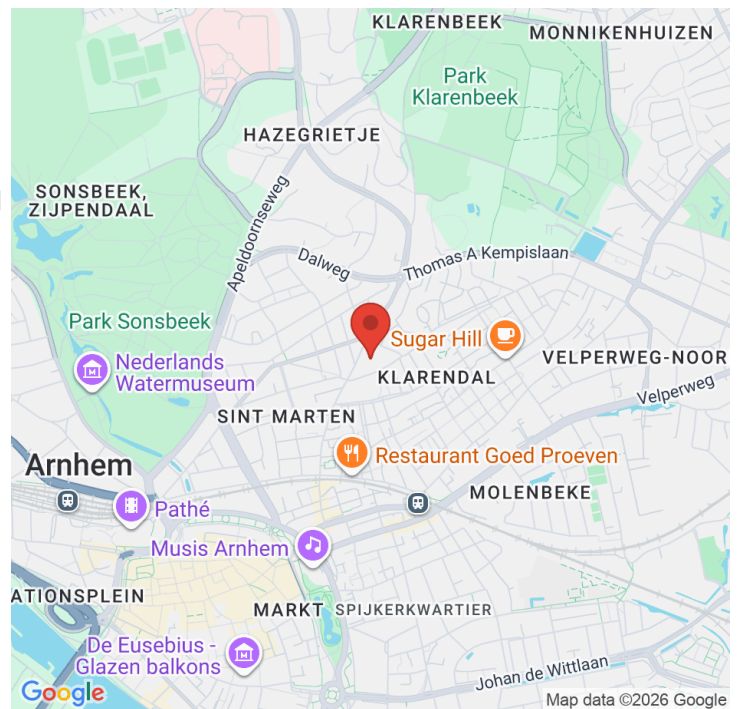 KLARENBEEK
MONNIKENHUIZEN
Park
Klarenbeek
HAZEGRIETJE
SONSBEEK,
ZIJPENDAAL
Apeldoornseweg
Dalweg
Thomas A Kempislaan
Park Sonsbeek
Sugar Hill
Nederlands
Watermuseum
VELPERWEG-NOOR
KLARENDAL
Velperweg
SINT MARTEN
Arnhem
Restaurant Goed Proeven
MOLENBEKE
Pathé
Musis Arnhem
ATIONSPLEIN
MARKT
SPIJKERKWARTIER
De Eusebius -
Glazen balkons
Johan de Wittlaan
Google
Map data ©2026 Google